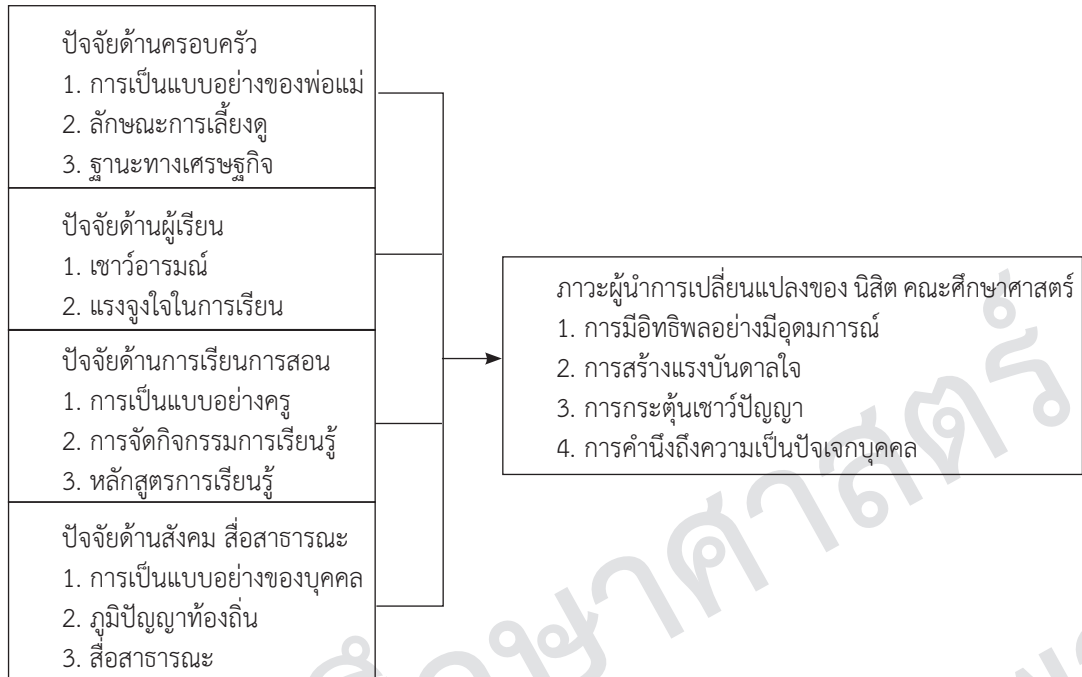 ปัจจัยด้านครอบครัว
1. การเป็นแบบอย่างของพ่อแม่
2. ลักษณะการเลี้ยงดู
3. ฐานะทางเศรษฐกิจ
ปัจจัยด้านผู้เรียน
1. เชาว์อารมณ์
2. แรงจูงใจในการเรียน
ปัจจัยด้านการเรียนการสอน
1. การเป็นแบบอย่างครู
2. การจัดกิจกรรมการเรียนรู้
3. หลักสูตรการเรียนรู้
ปัจจัยด้านสังคม สื่อสาธารณะ
1. การเป็นแบบอย่างของบุคคล
2. ภูมิปัญญาท้องถิ่น
3. สื่อสาธารณะ
ภาวะผู้นำการเปลี่ยนแปลงของ นิสิต คณะศึกษาศาสตร์
1. การมีอิทธิพลอย่างมีอุดมการณ์
2. การสร้างแรงบันดาลใจ
3. การกระตุ้นเชาว์ปัญญา
4. การคำนึงถึงความเป็นปัจเจกบุคคล